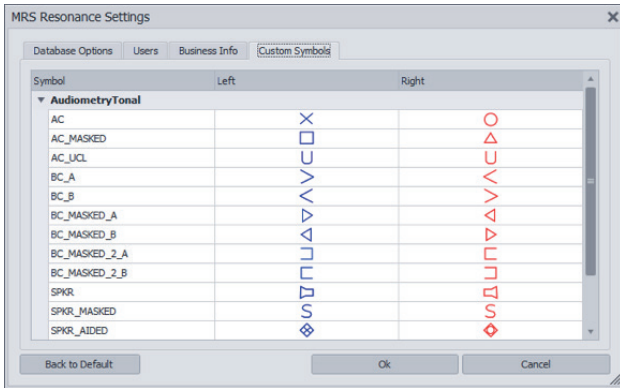 MRS Resonance Settings
Database Options Users Business Info Custom Symbols
Symbol Left Right
AudiometryTonal
AC
AC_MASKED
AC_UCL
BC_A
BC_B
BC_MASKED_A
BC_MASKED_B
BC_MASKED_2_A
BC_MASKED_2_B
SPKR
SPKR_MASKED S S
SPKR_AIDED
Back to Default Ok Cancel